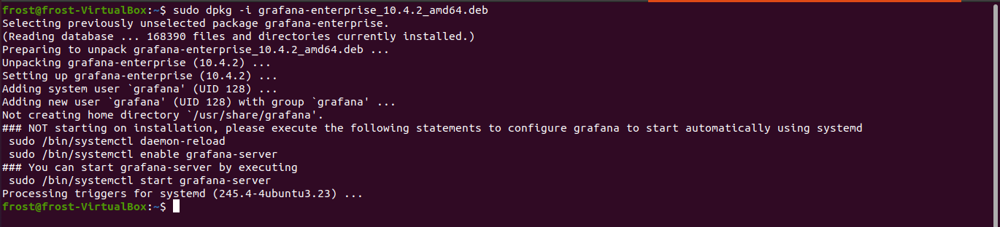 frost@frost-VirtualBox:~$ sudo dpkg -i grafana-enterprise_10.4.2_amd64.deb
Selecting previously unselected package grafana-enterprise.
(Reading database ... 168390 files and directories currently installed.)
Preparing to unpack grafana-enterprise_10.4.2_amd64.deb ...
Unpacking grafana-enterprise (10.4.2) ...
Setting up grafana-enterprise (10.4.2) ...
Adding system user `grafana' (UID 128) ...
Adding new user `grafana' (UID 128) with group `grafana' ...
Not creating home directory `/usr/share/grafana'.
### NOT starting on installation, please execute the following statements to configure grafana to start automatically using systemd
 sudo /bin/systemctl daemon-reload
 sudo /bin/systemctl enable grafana-server
### You can start grafana-server by executing
 sudo /bin/systemctl start grafana-server
Processing triggers for systemd (245.4-4ubuntu3.23) ...
frost@frost-VirtualBox:~$